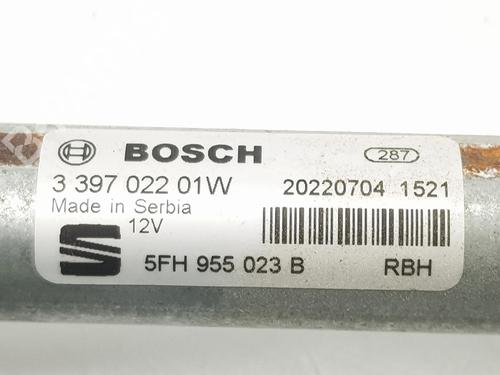 BOSCH 287
3 397 022 01W 20220704 1521
Made in Serbia
12V
5FH 955 023 B RBH